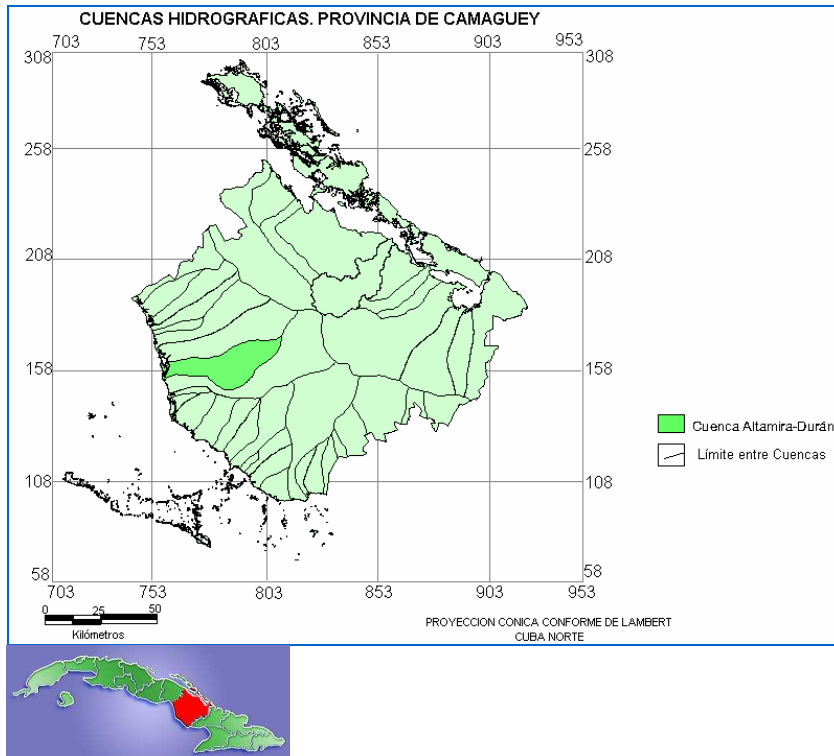 CUENCAS HIDROGRAFICAS. PROVINCIA DE CAMAGUEY
703 753 803 853 903 953
308 308
258 258
208 208
158 158
Cuenca Altamira-Durán
Límite entre Cuencas
108 108
58 58
703 753 803 853 903 953
0 25 50
Kilómetros
PROYECCION CONICA CONFORME DE LAMBERT
CUBA NORTE